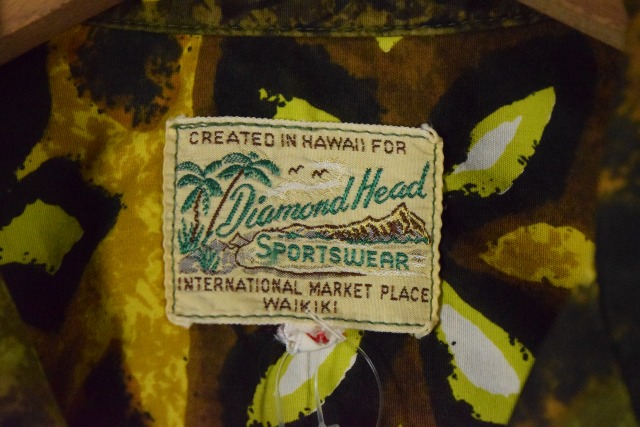 CREATED IN HAWAII FOR
Diamond Head
SPORTSWEAR
INTERNATIONAL MARKET PLACE
WAIKIKI